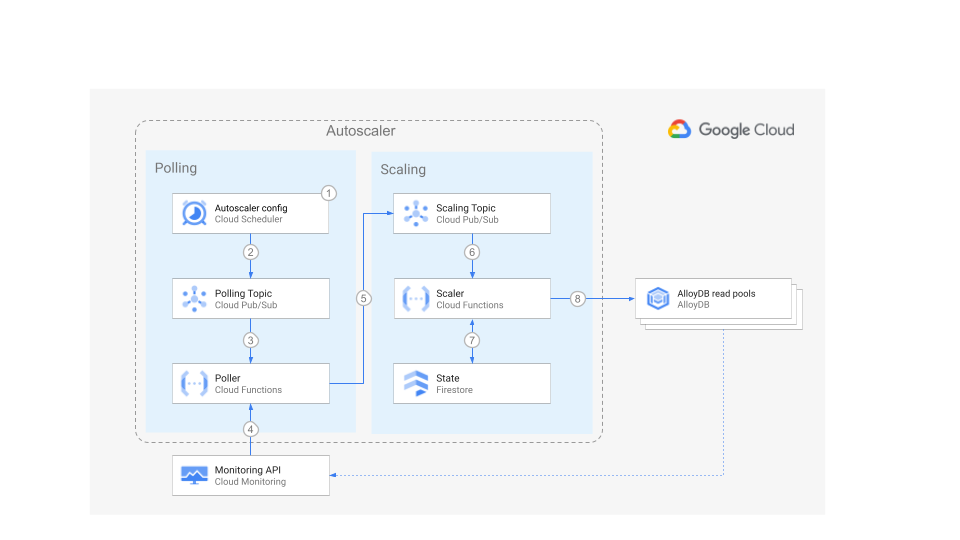 Autoscaler
Google Cloud
Polling
Scaling
1
Autoscaler config
Cloud Scheduler
Scaling Topic
Cloud Pub/Sub
2
6
Polling Topic
Cloud Pub/Sub
5
Scaler
Cloud Functions
8
AlloyDB read pools
AlloyDB
3
7
Poller
Cloud Functions
State
Firestore
4
Monitoring API
Cloud Monitoring